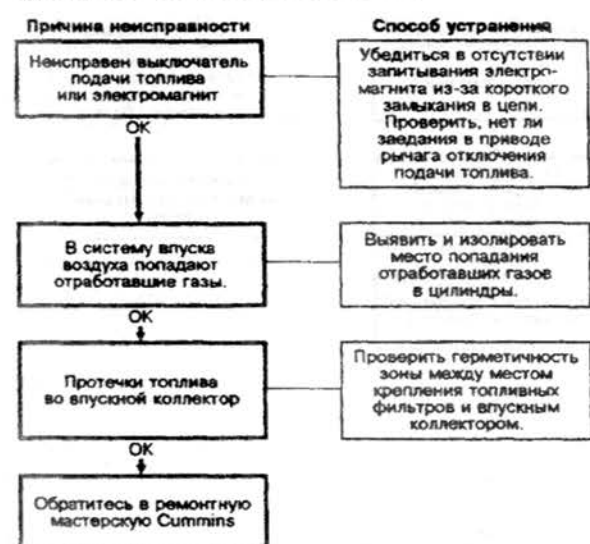 Причина неисправности
Способ устранения
Неисправен выключатель
подачи топлива
или электромагнит
Убедиться в отсутствии
запитывания электро-
магнита из-за короткого
замыкания в цепи.
Проверить, нет ли
заедания в приводе
рычага отключения
подачи топлива.
ОК
В систему впуска
воздуха попадают
отработавшие газы.
Выявить и изолировать
место попадания
отработавших газов
в цилиндры.
ОК
Протечки топлива
во впускной коллектор
Проверить герметичность
зоны между местом
крепления топливных
фильтров и впускным
коллектором.
ОК
Обратитесь в ремонтную
мастерскую Cummins